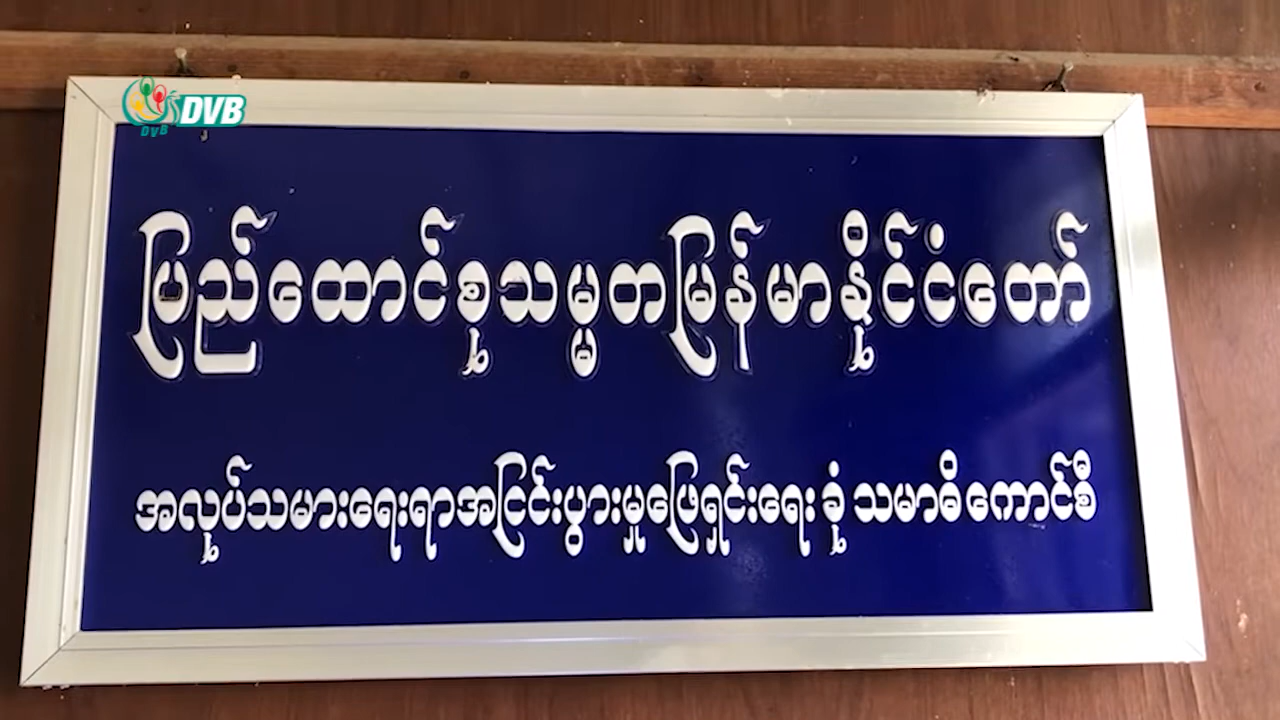 DVB
DVB
ပြည်ထောင်စုသမ္မတမြန်မာနိုင်ငံတော်
အလုပ်သမားရေးရာအငြင်းပွားမှုဖြေရှင်းရေး ခုံ သမာဓိ ကောင်စီ